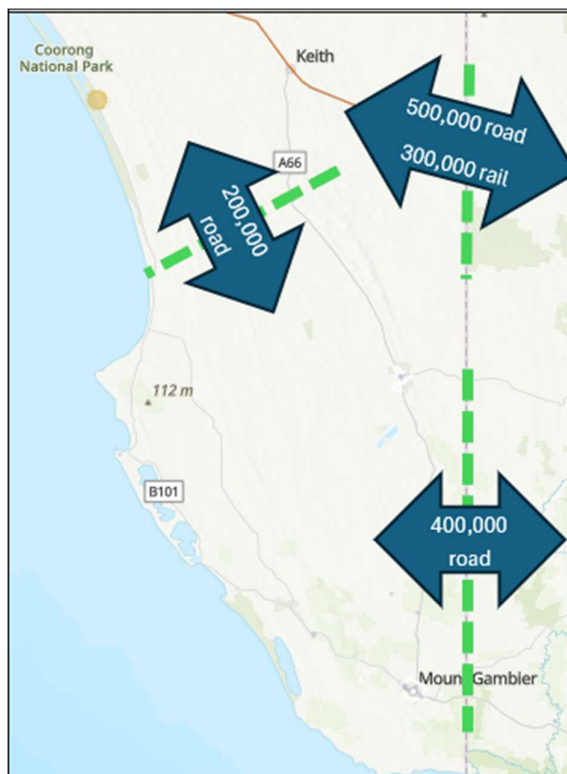 Coorong
National Park
Keith
500,000 road
300,000 rail
A66
200,000
road
112 m
B101
400,000
road
Mount Gambier